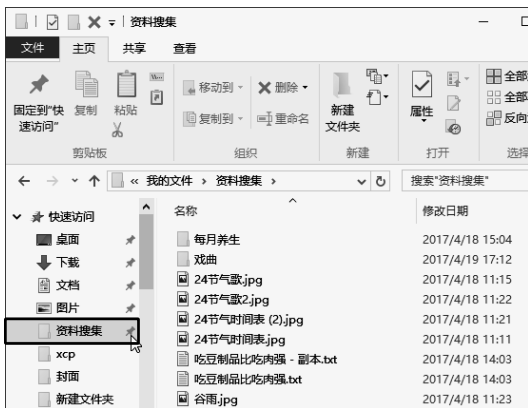 资料搜集
文件 主页 共享 查看
固定到"快速访问"
复制
粘贴
剪贴板
移动到
复制到
删除
重命名
组织
新建
文件夹
新建
属性
打开
全部
全部
反向
选择
« 我的文件 › 资料搜集 ›
搜索"资料搜集"
快速访问
桌面
下载
文档
图片
资料搜集
xcp
封面
新建文件夹
名称 修改日期
每月养生 2017/4/18 15:04
戏曲 2017/4/19 17:12
24节气歌.jpg 2017/4/18 11:15
24节气歌2.jpg 2017/4/18 11:22
24节气时间表 (2).jpg 2017/4/18 11:21
24节气时间表.jpg 2017/4/18 11:11
吃豆制品比吃肉强 - 副本.txt 2017/4/18 14:03
吃豆制品比吃肉强.txt 2017/4/18 14:03
谷雨.jpg 2017/4/18 11:23